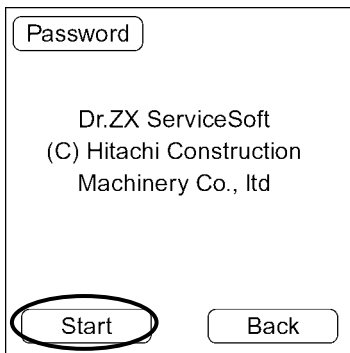 Password
Dr.ZX ServiceSoft
(C) Hitachi Construction
Machinery Co., ltd
Start
Back